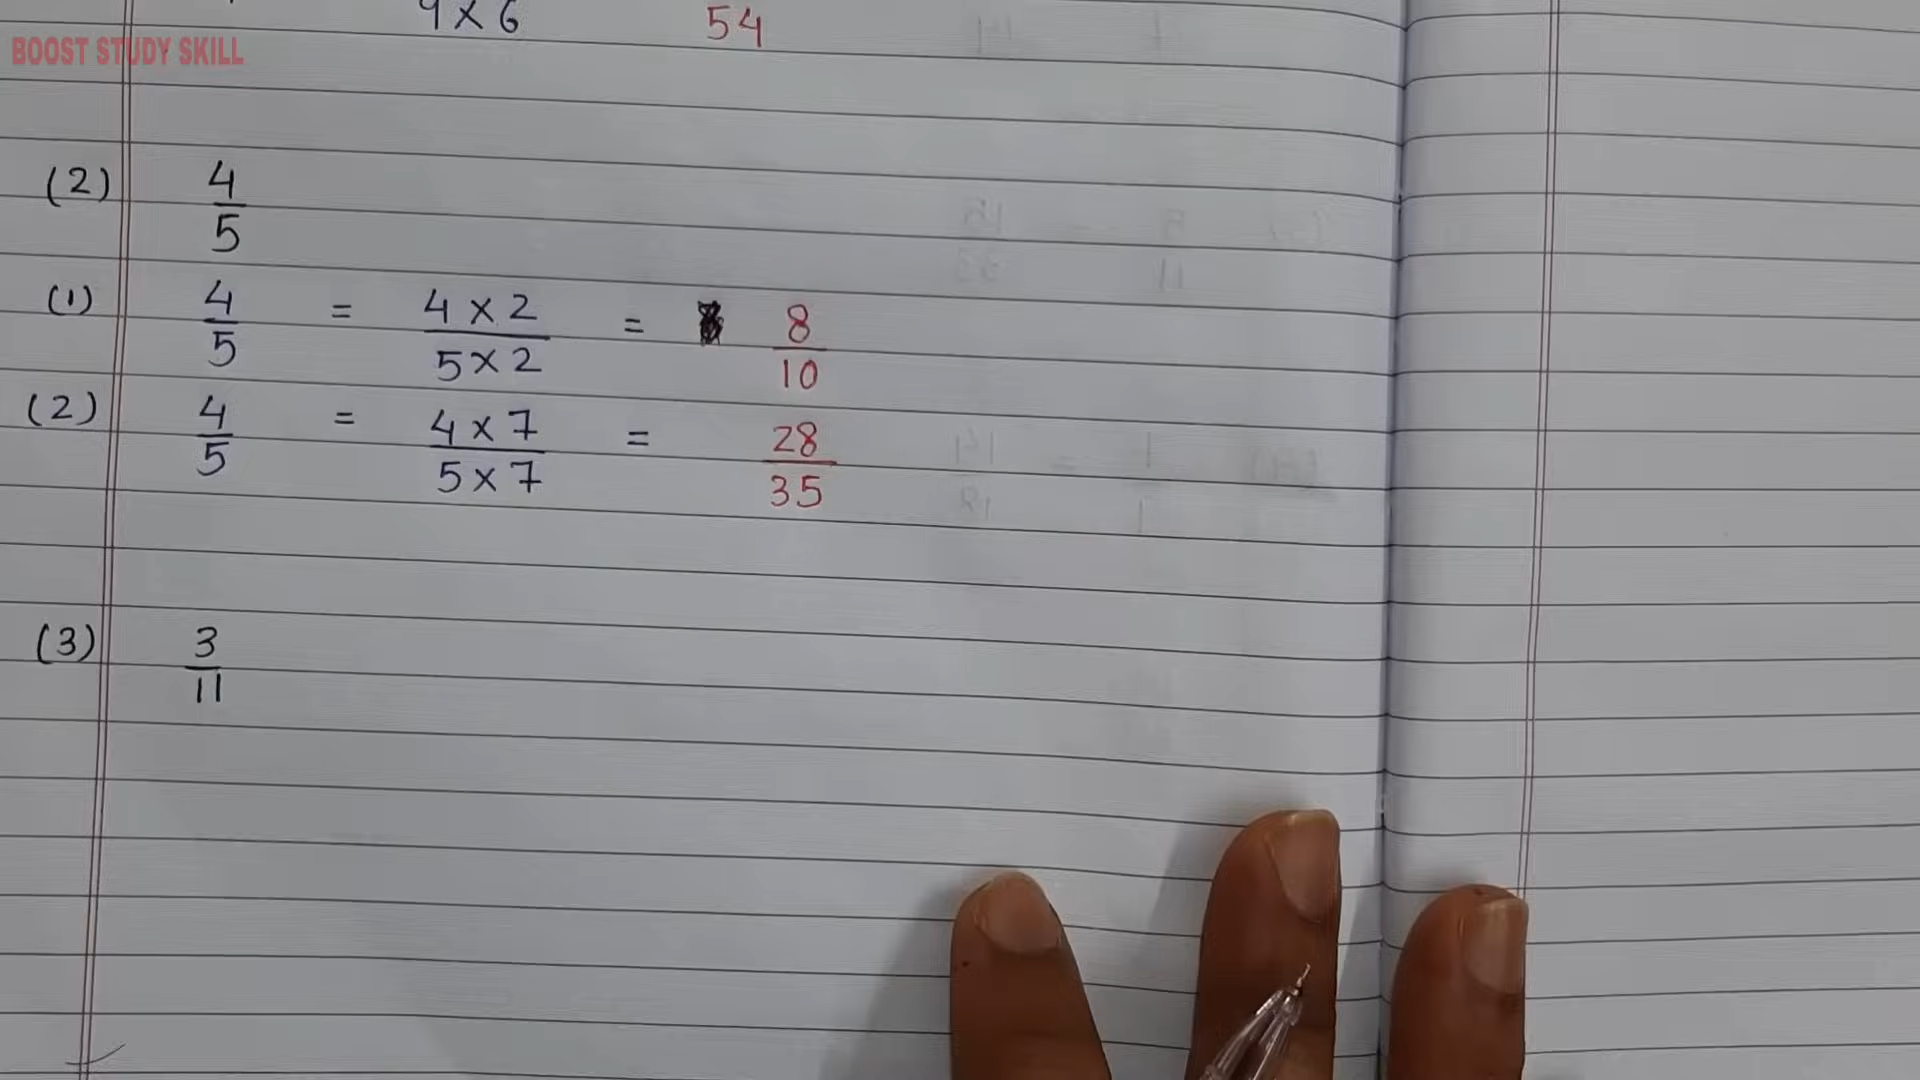 9 × 6 54
BOOST STUDY SKILL
(2) 4/5
(1) 4/5 = 4 × 2 / 5 × 2 = 8/10
(2) 4/5 = 4 × 7 / 5 × 7 = 28/35
(3) 3/11